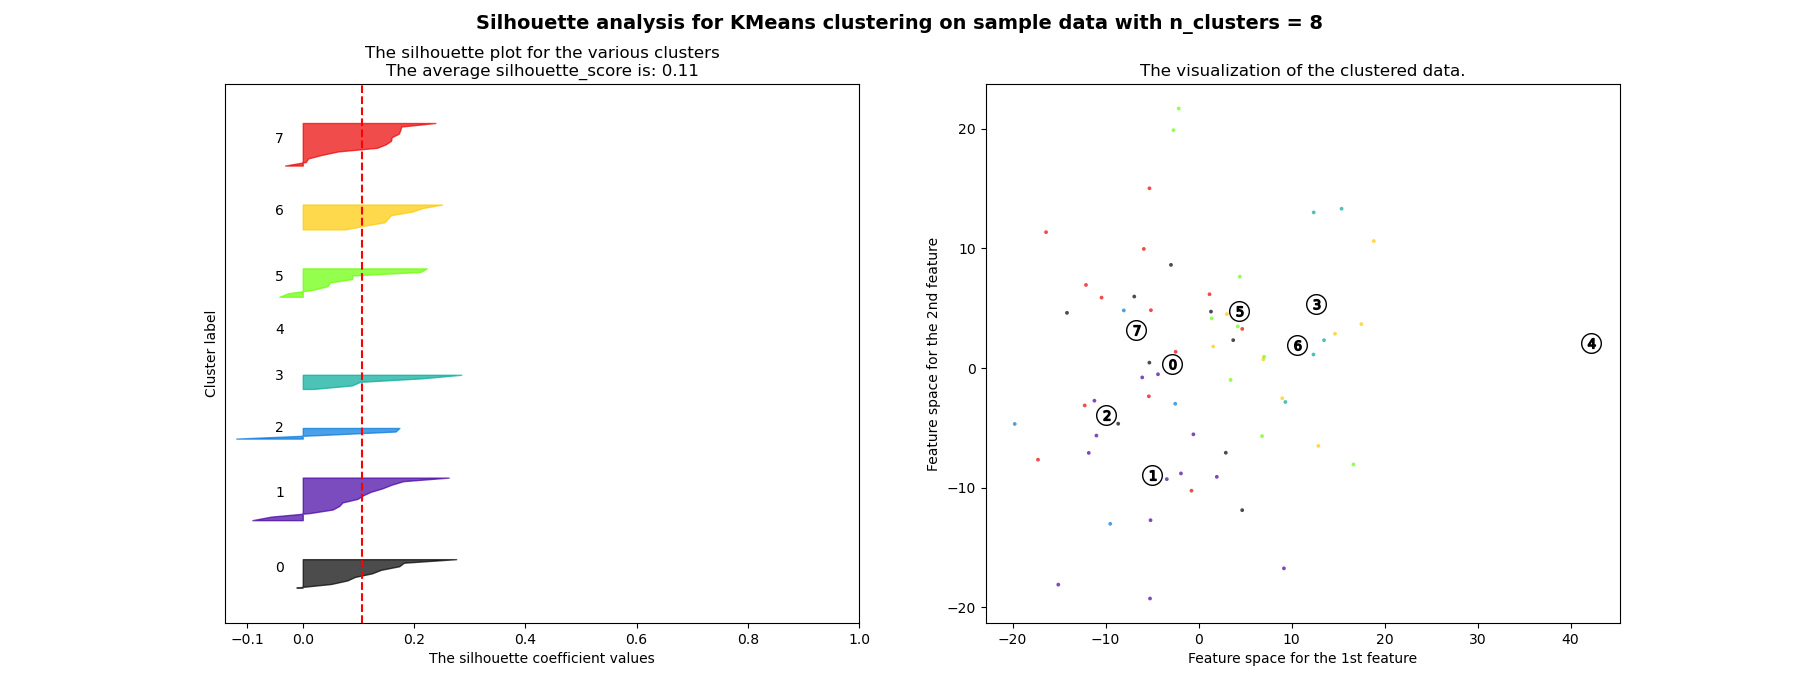 Silhouette analysis for KMeans clustering on sample data with n_clusters = 8
The silhouette plot for the various clusters
The average silhouette_score is: 0.11
7
6
5
4
3
2
1
0
Cluster label
−0.1 0.0 0.2 0.4 0.6 0.8 1.0
The silhouette coefficient values
The visualization of the clustered data.
20
10
0
−10
−20
Feature space for the 2nd feature
5
3
7
6
4
0
2
1
−20 −10 0 10 20 30 40
Feature space for the 1st feature